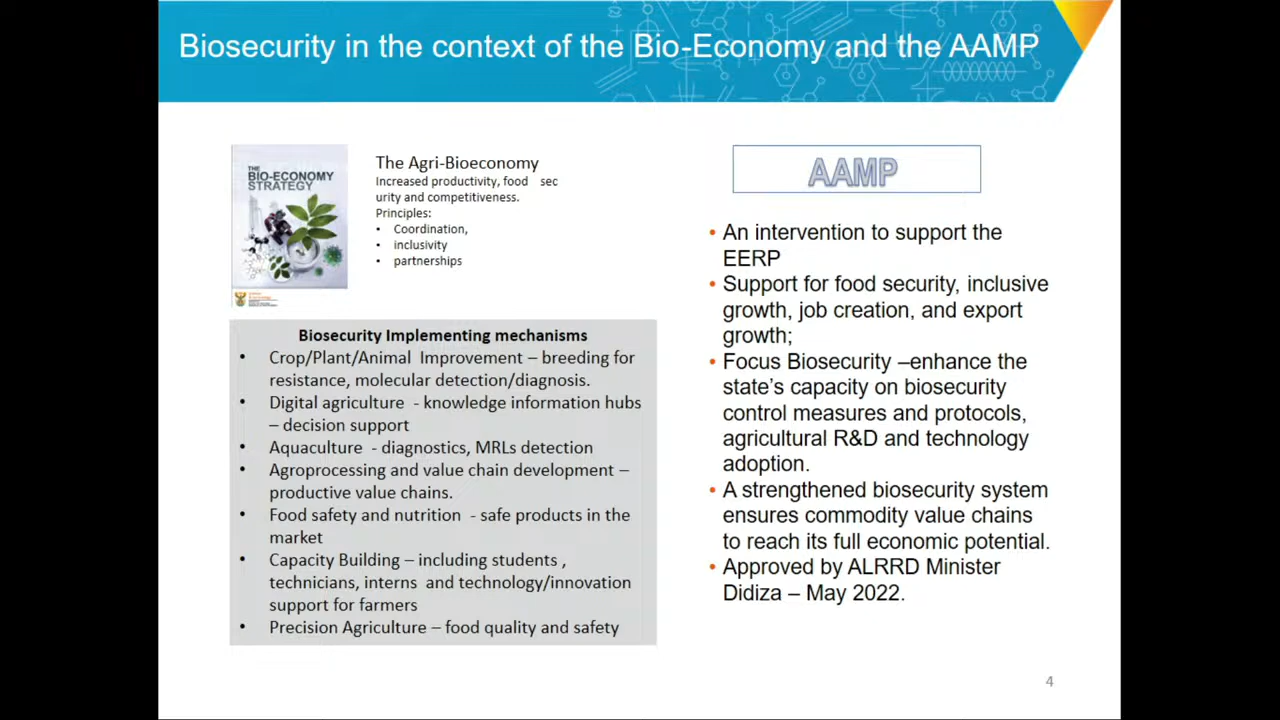 Biosecurity in the context of the Bio-Economy and the AAMP
THE
BIO-ECONOMY
STRATEGY
The Agri-Bioeconomy
Increased productivity, food sec
urity and competitiveness.
Principles:
• Coordination,
• inclusivity
• partnerships
Biosecurity Implementing mechanisms
• Crop/Plant/Animal Improvement – breeding for
resistance, molecular detection/diagnosis.
• Digital agriculture - knowledge information hubs
– decision support
• Aquaculture - diagnostics, MRLs detection
• Agroprocessing and value chain development –
productive value chains.
• Food safety and nutrition - safe products in the
market
• Capacity Building – including students ,
technicians, interns and technology/innovation
support for farmers
• Precision Agriculture – food quality and safety
AAMP
• An intervention to support the
EERP
• Support for food security, inclusive
growth, job creation, and export
growth;
• Focus Biosecurity –enhance the
state's capacity on biosecurity
control measures and protocols,
agricultural R&D and technology
adoption.
• A strengthened biosecurity system
ensures commodity value chains
to reach its full economic potential.
• Approved by ALRRD Minister
Didiza – May 2022.
4